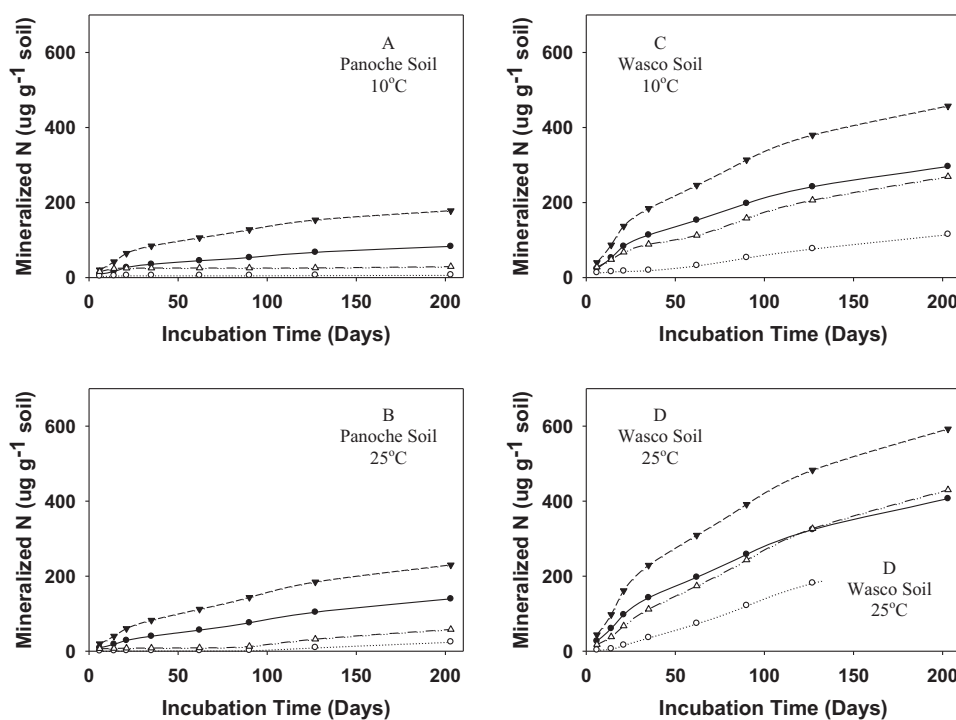 A
Panoche Soil
10°C
Mineralized N (ug g-1 soil)
600
400
200
0
0 50 100 150 200
Incubation Time (Days)
C
Wasco Soil
10°C
Mineralized N (ug g-1 soil)
600
400
200
0
0 50 100 150 200
Incubation Time (Days)
B
Panoche Soil
25°C
Mineralized N (ug g-1 soil)
600
400
200
0
0 50 100 150 200
Incubation Time (Days)
D
Wasco Soil
25°C
Mineralized N (ug g-1 soil)
600
400
200
0
D
Wasco Soil
25°C
0 50 100 150 200
Incubation Time (Days)